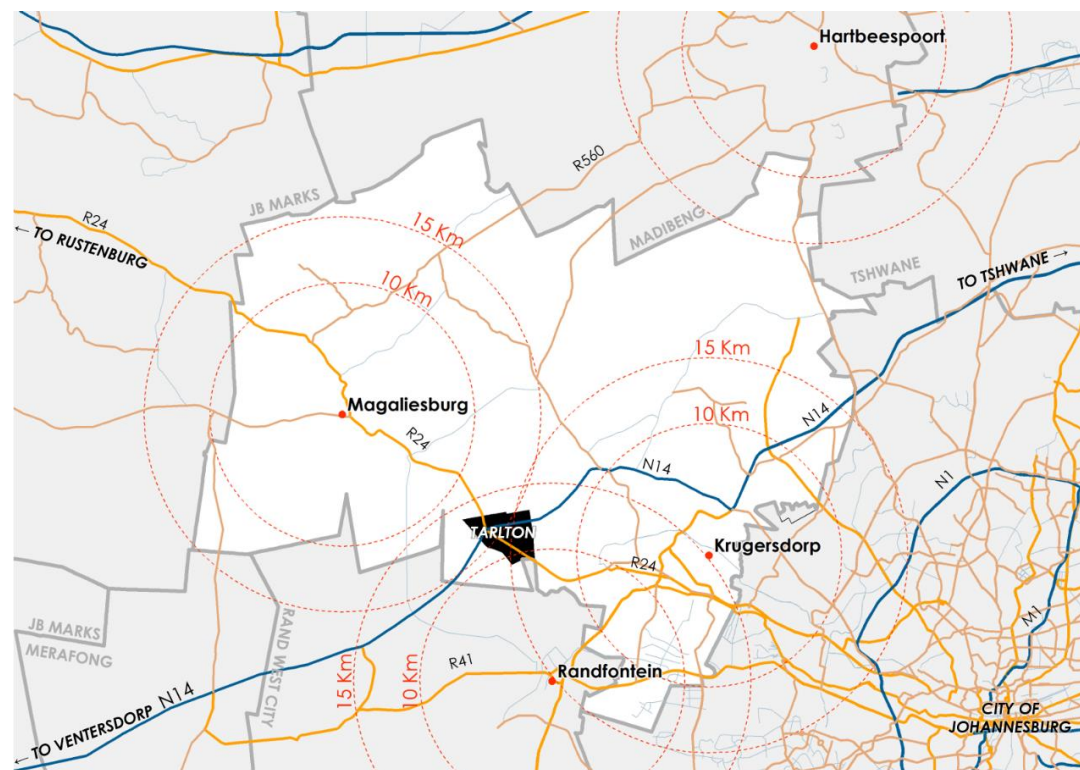 Hartbeespoort
R560
JB MARKS
15 Km
MADIBENG
R24
← TO RUSTENBURG
TSHWANE
TO TSHWANE →
10 Km
15 Km
Magaliesburg
10 Km
N14
R24
N14
N1
TARLTON
Krugersdorp
R24
M1
JB MARKS
MERAFONG
RAND WEST CITY
15 Km
10 Km
R41
Randfontein
N14
← TO VENTERSDORP
CITY OF
JOHANNESBURG